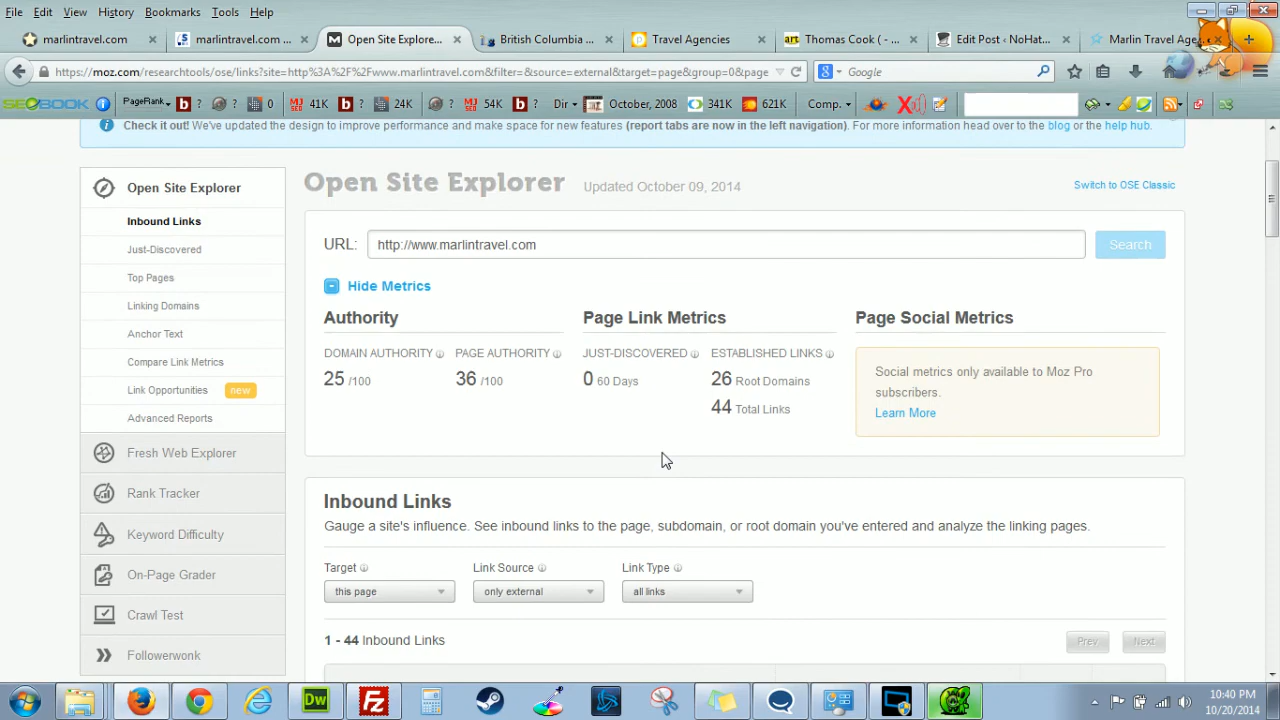 File Edit View History Bookmarks Tools Help
marlintravel.com × marlintravel.com ... × Open Site Explore... × British Columbia ... × Travel Agencies × Thomas Cook ( - ... × Edit Post ‹ NoHat... × Marlin Travel Age... × +
https://moz.com/researchtools/ose/links?site=http%3A%2F%2Fwww.marlintravel.com&filter=&source=external&target=page&group=0&page Google
SEOBOOK PageRank ? ? 0 41K ? 24K ? 54K ? Dir October, 2008 341K 621K Comp.
Check it out! We've updated the design to improve performance and make space for new features (report tabs are now in the left navigation). For more information head over to the blog or the help hub.
Open Site Explorer
Inbound Links
Just-Discovered
Top Pages
Linking Domains
Anchor Text
Compare Link Metrics
Link Opportunities new
Advanced Reports
Fresh Web Explorer
Rank Tracker
Keyword Difficulty
On-Page Grader
Crawl Test
Followerwonk
Open Site Explorer Updated October 09, 2014 Switch to OSE Classic
URL: http://www.marlintravel.com Search
Hide Metrics
Authority Page Link Metrics Page Social Metrics
DOMAIN AUTHORITY PAGE AUTHORITY JUST-DISCOVERED ESTABLISHED LINKS
25 /100 36 /100 0 60 Days 26 Root Domains
44 Total Links
Social metrics only available to Moz Pro
subscribers.
Learn More
Inbound Links
Gauge a site's influence. See inbound links to the page, subdomain, or root domain you've entered and analyze the linking pages.
Target Link Source Link Type
this page only external all links
1 - 44 Inbound Links Prev Next
Dw
10:40 PM
10/20/2014